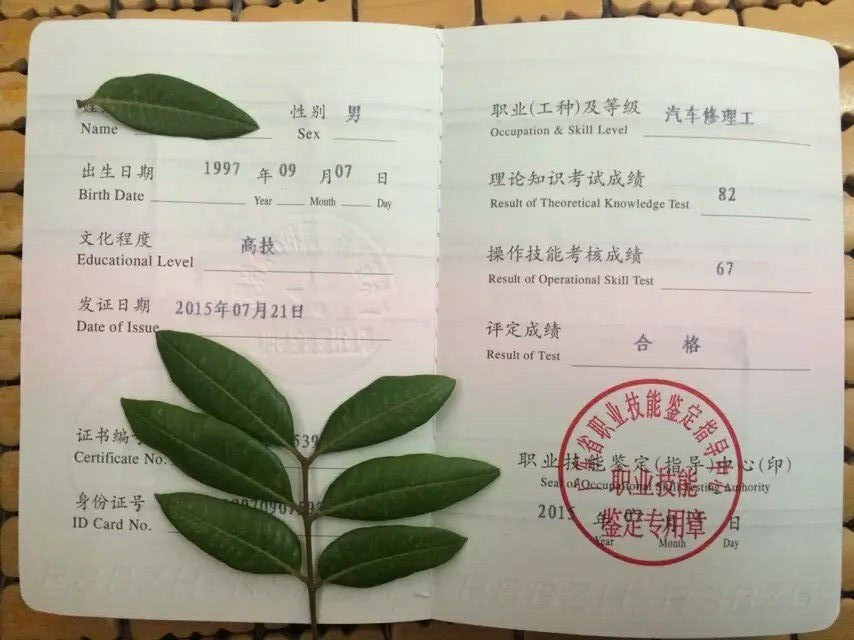 Name
性别 男
Sex
出生日期 1997 年 09 月 07 日
Birth Date Year Month Day
文化程度 高技
Educational Level
发证日期 2015年07月21日
Date of Issue
证书编号
Certificate No.
身份证号
ID Card No.
职业(工种)及等级 汽车修理工
Occupation & Skill Level
理论知识考试成绩 82
Result of Theoretical Knowledge Test
操作技能考核成绩 67
Result of Operational Skill Test
评定成绩 合 格
Result of Test
省职业技能鉴定指导中心
职业技能鉴定(指导)中心(印)
Seal of Occupational Skill Testing Authority
职业技能
鉴定专用章
2015 年 月 日
Year Month Day